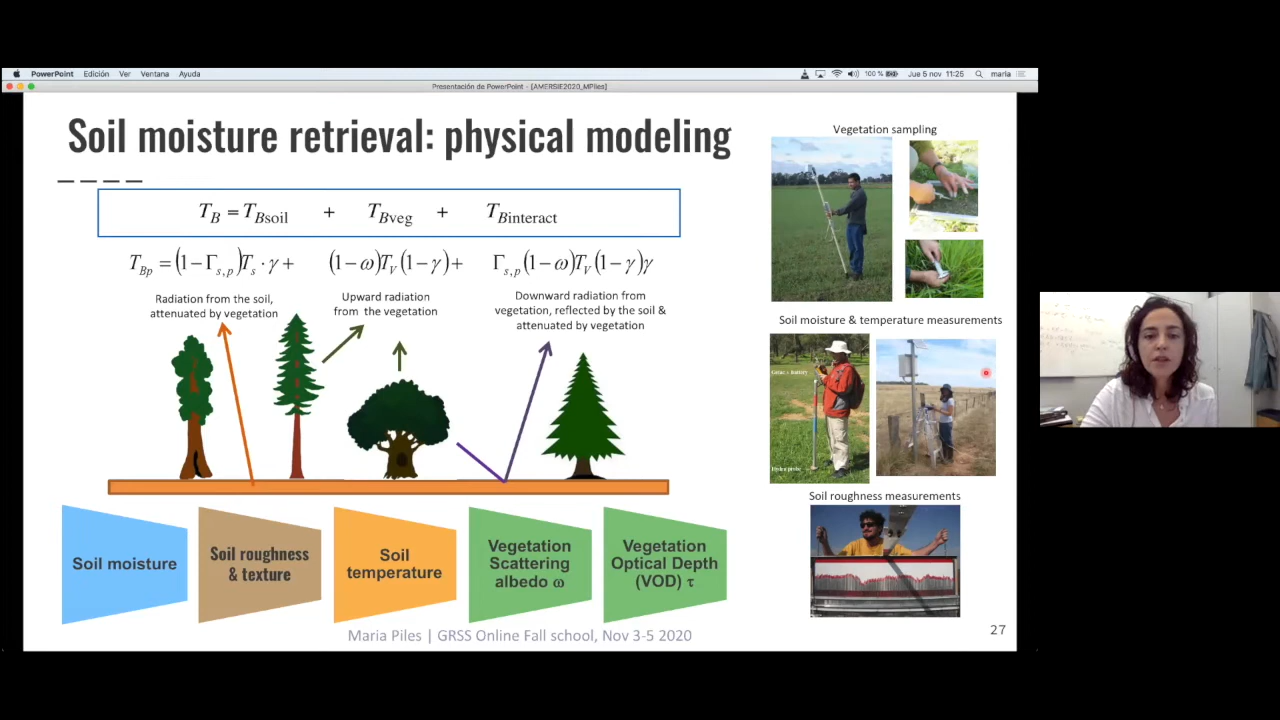 PowerPoint Edición Ver Ventana Ayuda 100 % Jue 5 nov 11:25 maria
Presentación de PowerPoint - [AMERSIE2020_MPiles]
Soil moisture retrieval: physical modeling
T_B = T_Bsoil + T_Bveg + T_Binteract
T_Bp = (1−Γ_s,p)T_s · γ + (1−ω)T_V(1−γ) + Γ_s,p(1−ω)T_V(1−γ)γ
Radiation from the soil,
attenuated by vegetation
Upward radiation
from the vegetation
Downward radiation from
vegetation, reflected by the soil &
attenuated by vegetation
Soil moisture
Soil roughness
& texture
Soil
temperature
Vegetation
Scattering
albedo ω
Vegetation
Optical Depth
(VOD) τ
Vegetation sampling
Soil moisture & temperature measurements
Hydra probe
Soil roughness measurements
Maria Piles | GRSS Online Fall school, Nov 3-5 2020
27